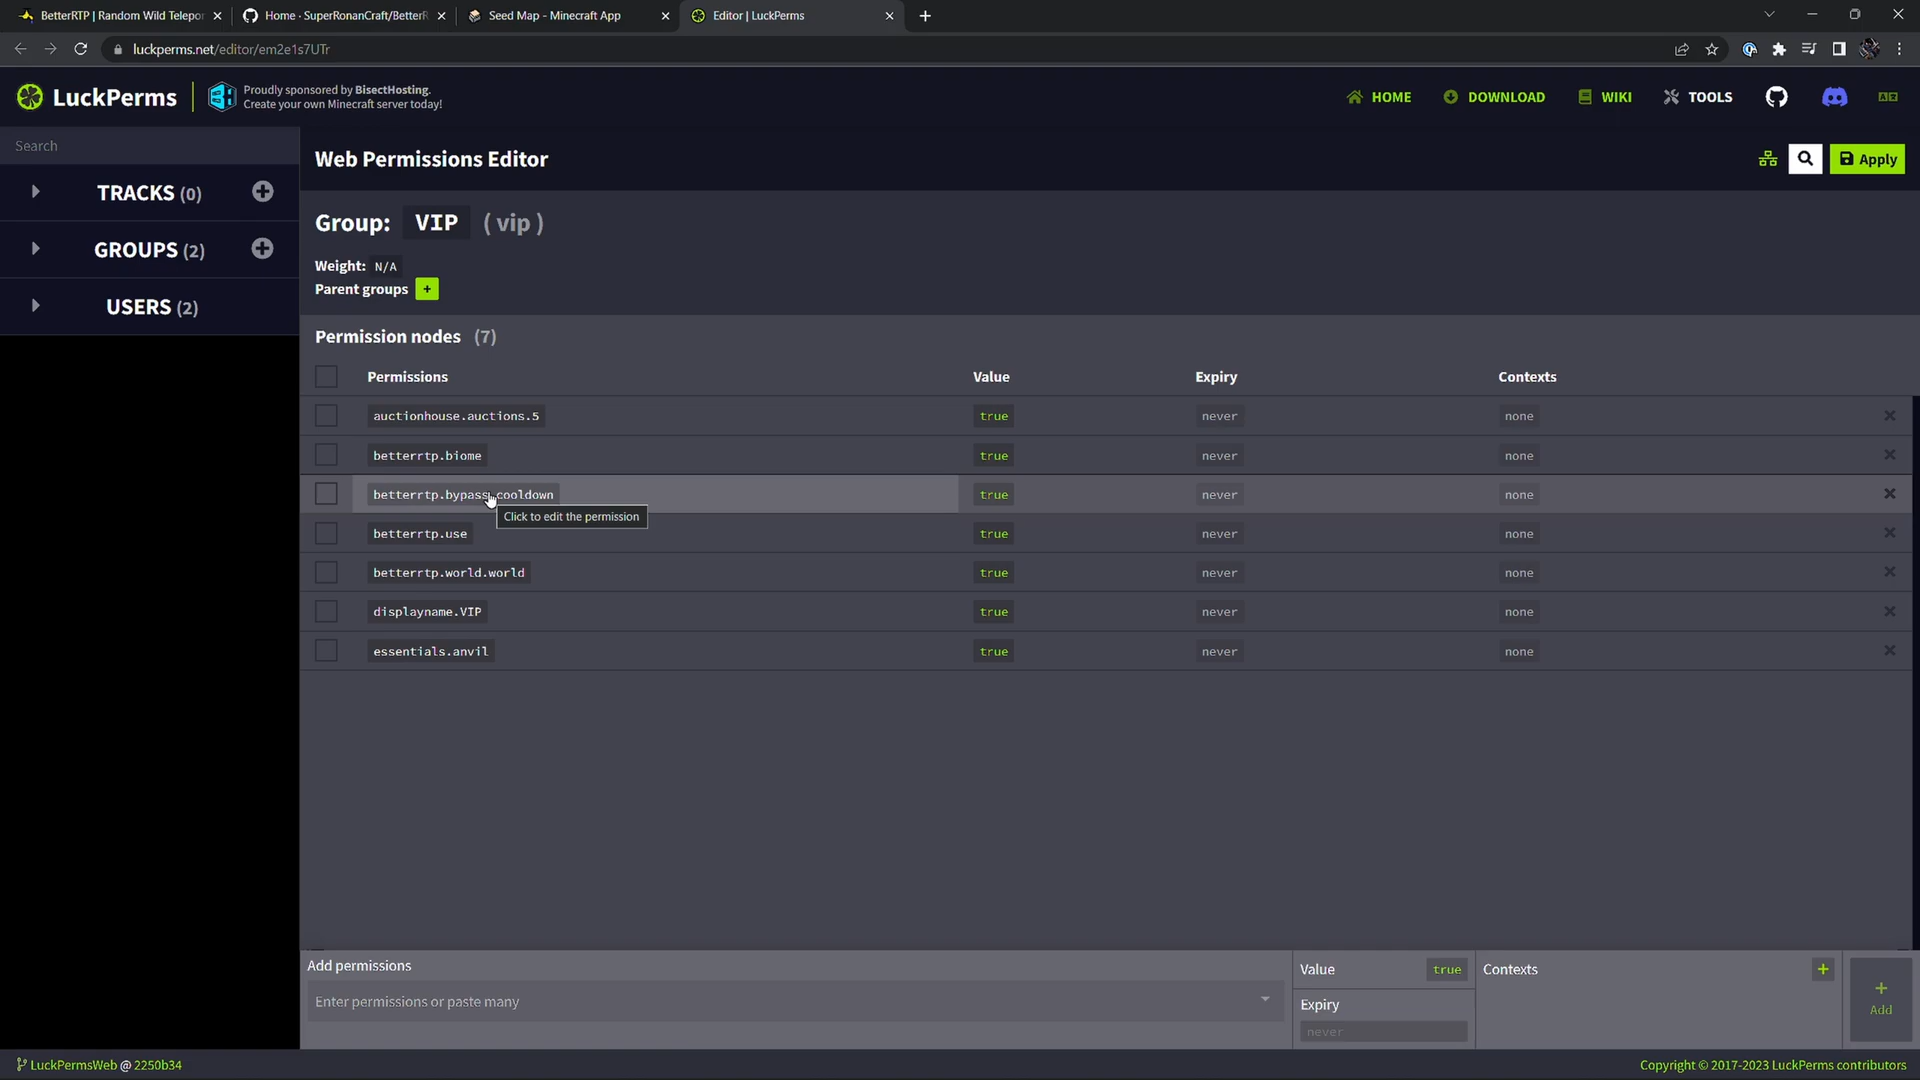 BetterRTP | Random Wild Telepor
Home · SuperRonanCraft/BetterR
Seed Map - Minecraft App
Editor | LuckPerms
luckperms.net/editor/em2e1s7UTr
LuckPerms
Proudly sponsored by BisectHosting.
Create your own Minecraft server today!
HOME
DOWNLOAD
WIKI
TOOLS
Search
Web Permissions Editor
Apply
TRACKS (0)
GROUPS (2)
USERS (2)
Group: VIP ( vip )
Weight: N/A
Parent groups +
Permission nodes (7)
Permissions Value Expiry Contexts
auctionhouse.auctions.5 true never none
betterrtp.biome true never none
betterrtp.bypass.cooldown true never none
Click to edit the permission
betterrtp.use true never none
betterrtp.world.world true never none
displayname.VIP true never none
essentials.anvil true never none
Add permissions
Enter permissions or paste many
Value true
Expiry
never
Contexts +
+
Add
LuckPermsWeb @ 2250b34
Copyright © 2017-2023 LuckPerms contributors